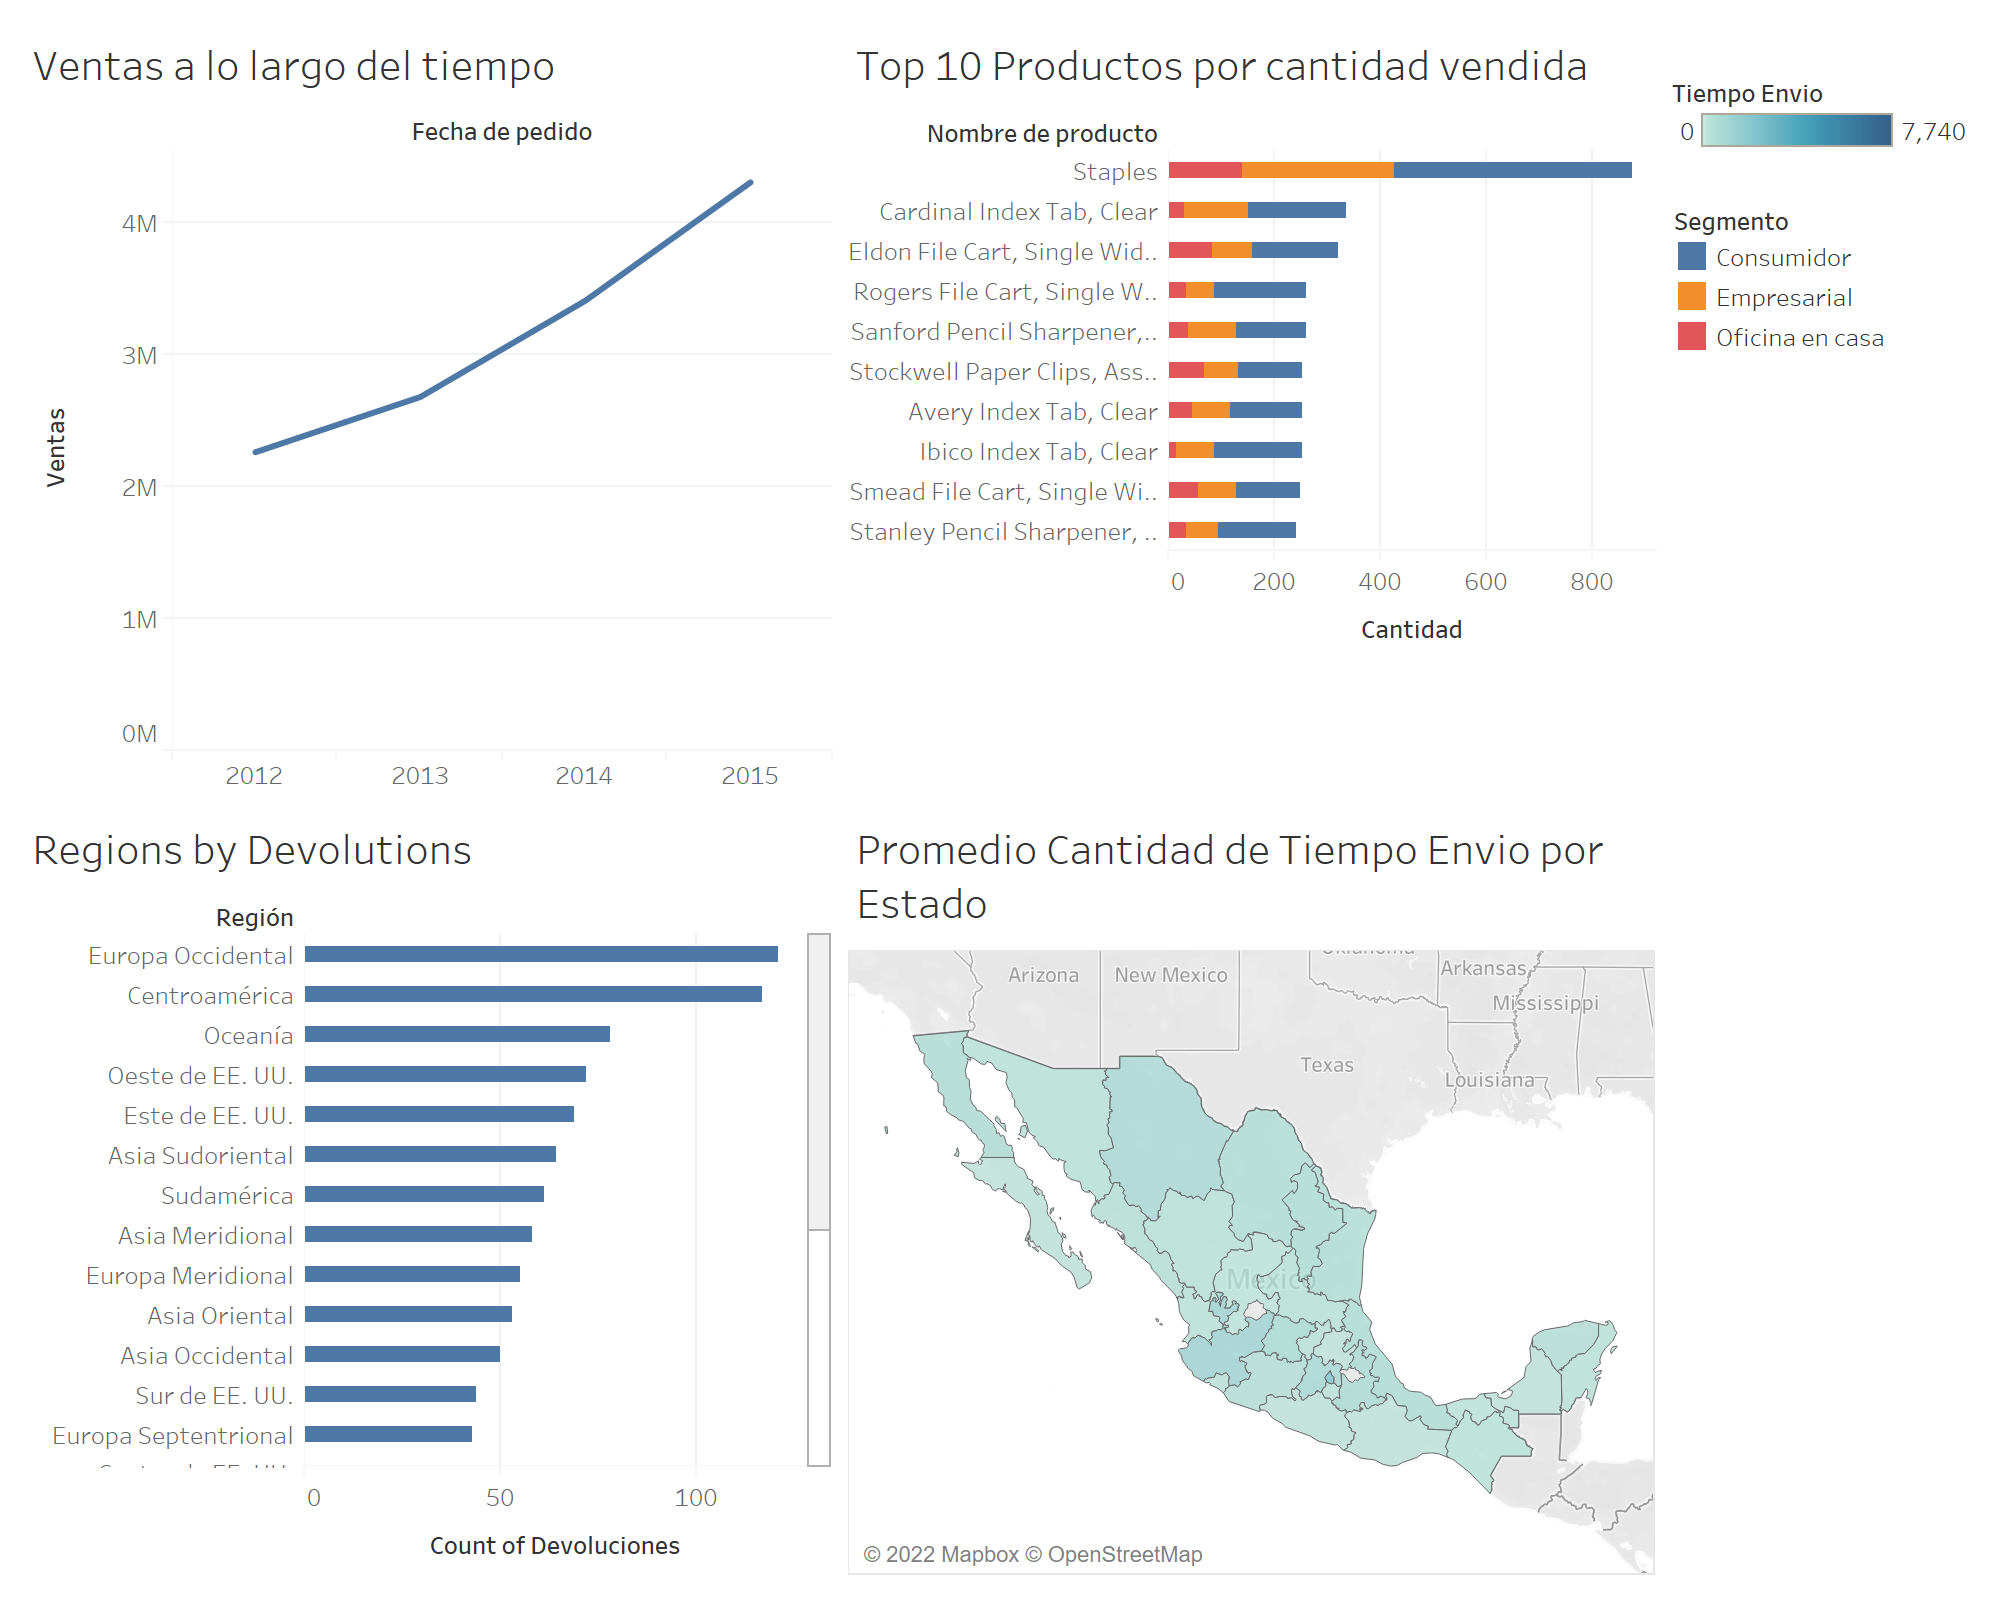 Ventas a lo largo del tiempo
Fecha de pedido
Ventas
4M
3M
2M
1M
0M
2012 2013 2014 2015
Top 10 Productos por cantidad vendida
Nombre de producto
Staples
Cardinal Index Tab, Clear
Eldon File Cart, Single Wid..
Rogers File Cart, Single W..
Sanford Pencil Sharpener,..
Stockwell Paper Clips, Ass..
Avery Index Tab, Clear
Ibico Index Tab, Clear
Smead File Cart, Single Wi..
Stanley Pencil Sharpener, ..
0 200 400 600 800
Cantidad
Tiempo Envio
0 7,740
Segmento
Consumidor
Empresarial
Oficina en casa
Regions by Devolutions
Región
Europa Occidental
Centroamérica
Oceanía
Oeste de EE. UU.
Este de EE. UU.
Asia Sudoriental
Sudamérica
Asia Meridional
Europa Meridional
Asia Oriental
Asia Occidental
Sur de EE. UU.
Europa Septentrional
0 50 100
Count of Devoluciones
Promedio Cantidad de Tiempo Envio por
Estado
Oklahoma
Arizona New Mexico Arkansas
Mississippi
Texas
Louisiana
Mexico
© 2022 Mapbox © OpenStreetMap